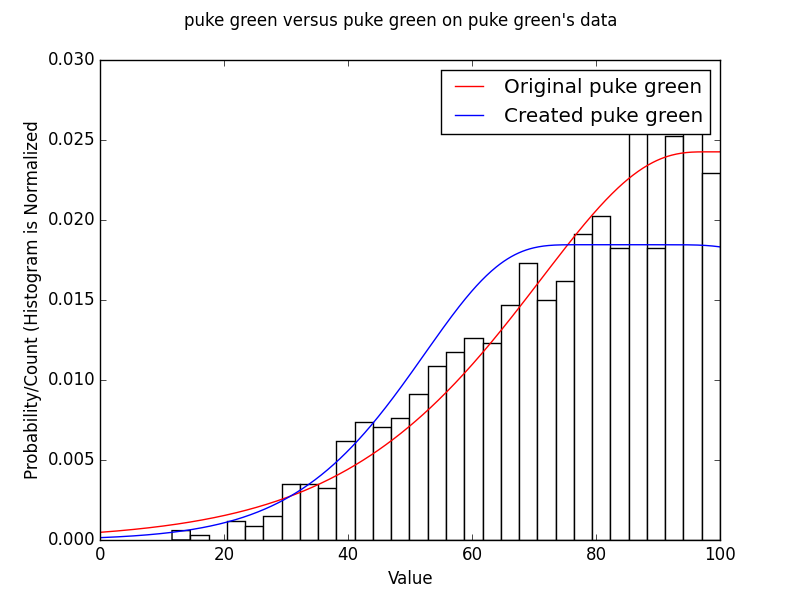 puke green versus puke green on puke green's data
0.030
0.025
0.020
0.015
0.010
0.005
0.000
Probability/Count (Histogram is Normalized
Original puke green
Created puke green
0 20 40 60 80 100
Value